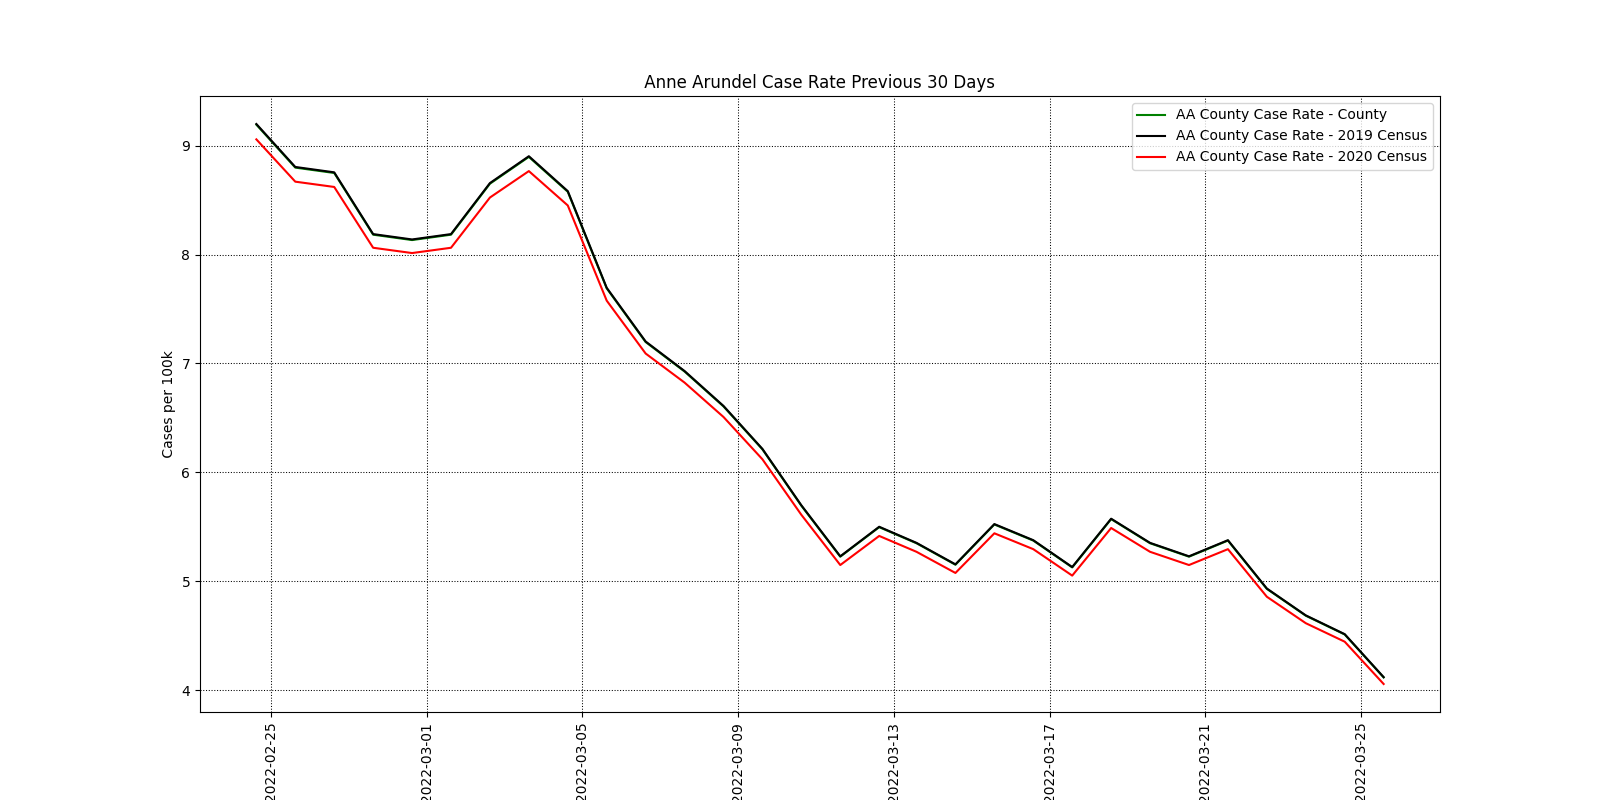 Anne Arundel Case Rate Previous 30 Days
AA County Case Rate - County
AA County Case Rate - 2019 Census
AA County Case Rate - 2020 Census
Cases per 100k
9
8
7
6
5
4
2022-02-25
2022-03-01
2022-03-05
2022-03-09
2022-03-13
2022-03-17
2022-03-21
2022-03-25